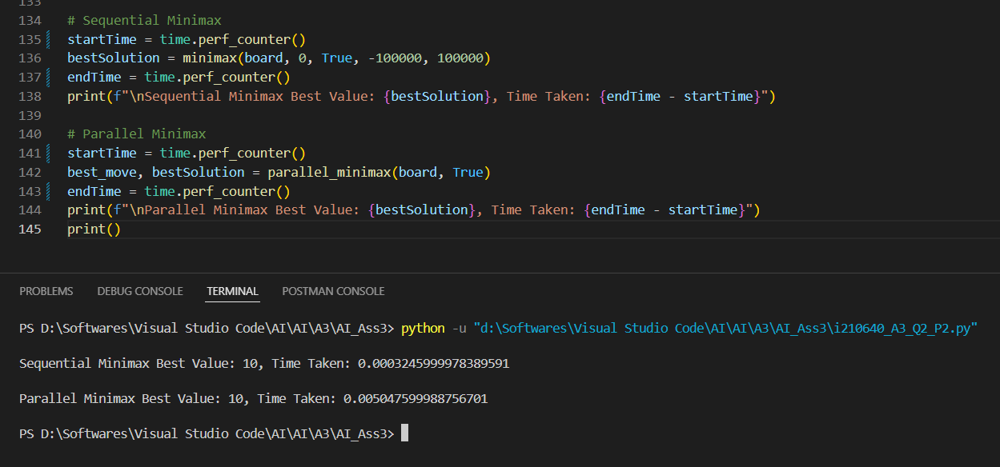 133
134 # Sequential Minimax
135 startTime = time.perf_counter()
136 bestSolution = minimax(board, 0, True, -100000, 100000)
137 endTime = time.perf_counter()
138 print(f"\nSequential Minimax Best Value: {bestSolution}, Time Taken: {endTime - startTime}")
139
140 # Parallel Minimax
141 startTime = time.perf_counter()
142 best_move, bestSolution = parallel_minimax(board, True)
143 endTime = time.perf_counter()
144 print(f"\nParallel Minimax Best Value: {bestSolution}, Time Taken: {endTime - startTime}")
145 print()
PROBLEMS DEBUG CONSOLE TERMINAL POSTMAN CONSOLE
PS D:\Softwares\Visual Studio Code\AI\AI\A3\AI_Ass3> python -u "d:\Softwares\Visual Studio Code\AI\AI\A3\AI_Ass3\i210640_A3_Q2_P2.py"
Sequential Minimax Best Value: 10, Time Taken: 0.0003245999978389591
Parallel Minimax Best Value: 10, Time Taken: 0.005047599988756701
PS D:\Softwares\Visual Studio Code\AI\AI\A3\AI_Ass3>